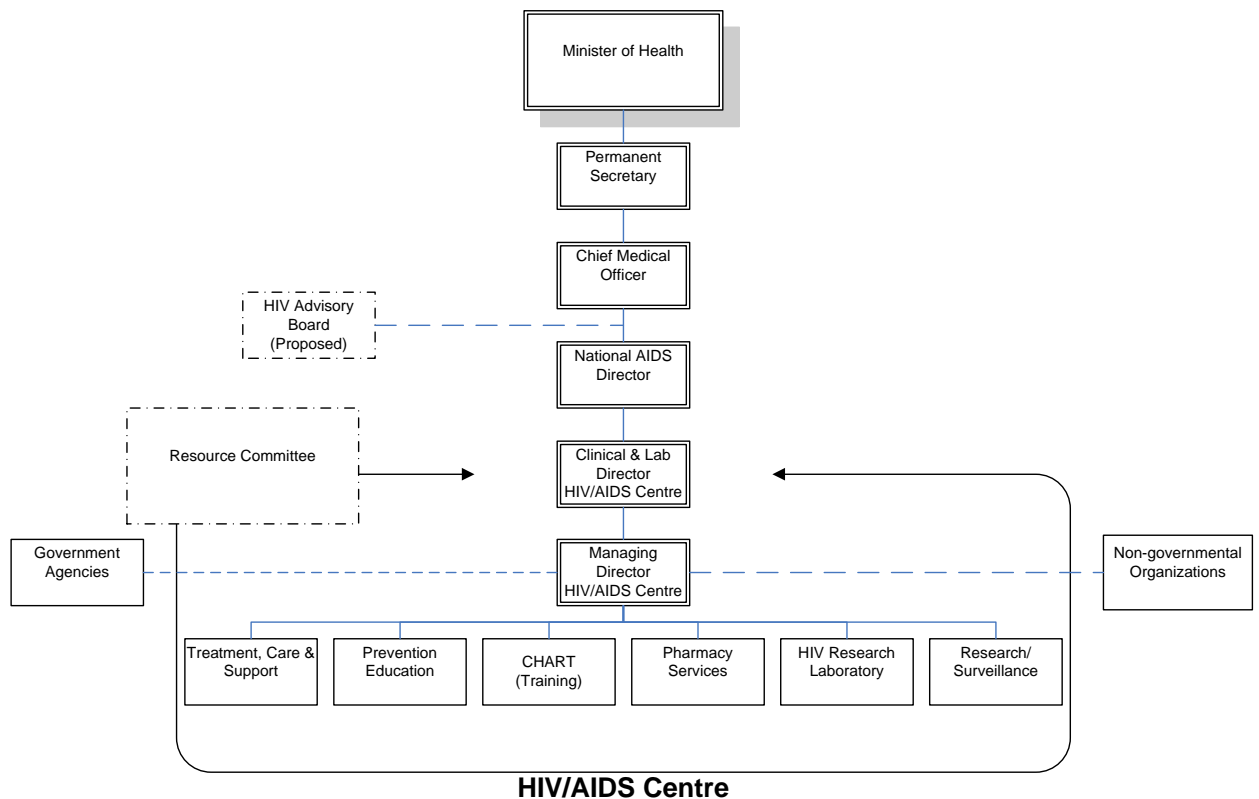 Minister of Health
Permanent
Secretary
Chief Medical
Officer
HIV Advisory
Board
(Proposed)
National AIDS
Director
Resource Committee
Clinical & Lab
Director
HIV/AIDS Centre
Government
Agencies
Managing
Director
HIV/AIDS Centre
Non-governmental
Organizations
Treatment, Care &
Support
Prevention
Education
CHART
(Training)
Pharmacy
Services
HIV Research
Laboratory
Research/
Surveillance
HIV/AIDS Centre